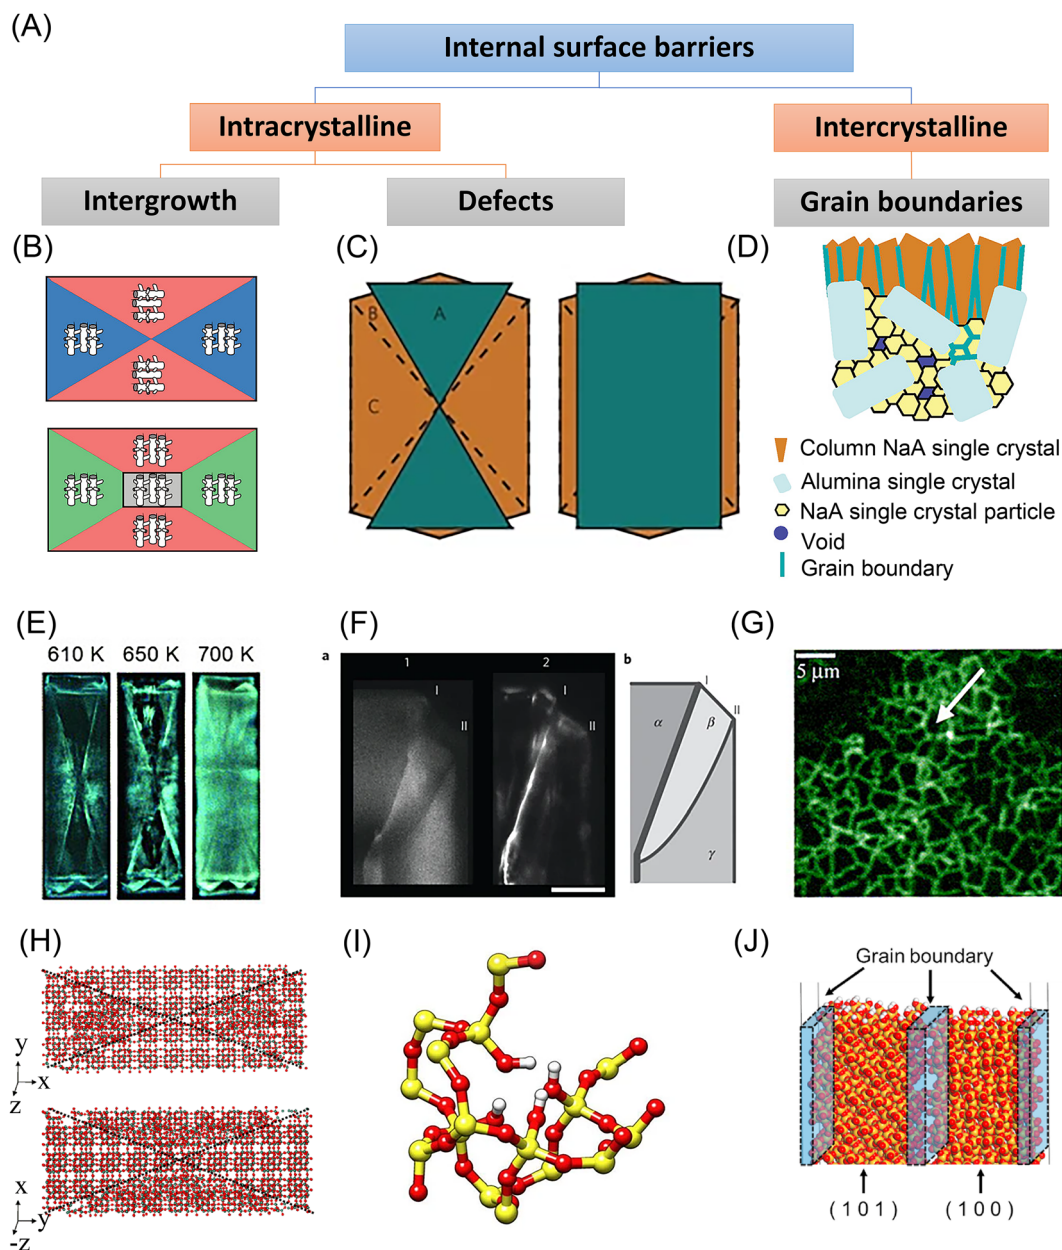 (A)
Internal surface barriers
Intracrystalline
Intercrystalline
Intergrowth
Defects
Grain boundaries
(B)
(C)
A
B
C
(D)
Column NaA single crystal
Alumina single crystal
NaA single crystal particle
Void
Grain boundary
(E)
610 K 650 K 700 K
(F)
a
1
2
b
I
II
I
II
I
II
α
β
γ
(G)
5 μm
(H)
y
x
z
x
y
-z
(I)
(J)
Grain boundary
(1 0 1)
(1 0 0)